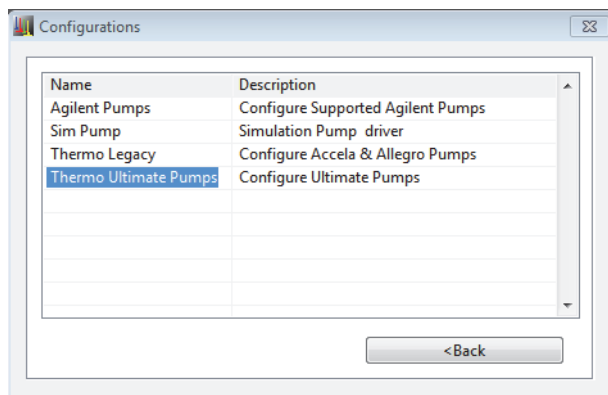 Configurations
Name Description
Agilent Pumps Configure Supported Agilent Pumps
Sim Pump Simulation Pump driver
Thermo Legacy Configure Accela & Allegro Pumps
Thermo Ultimate Pumps Configure Ultimate Pumps
<Back